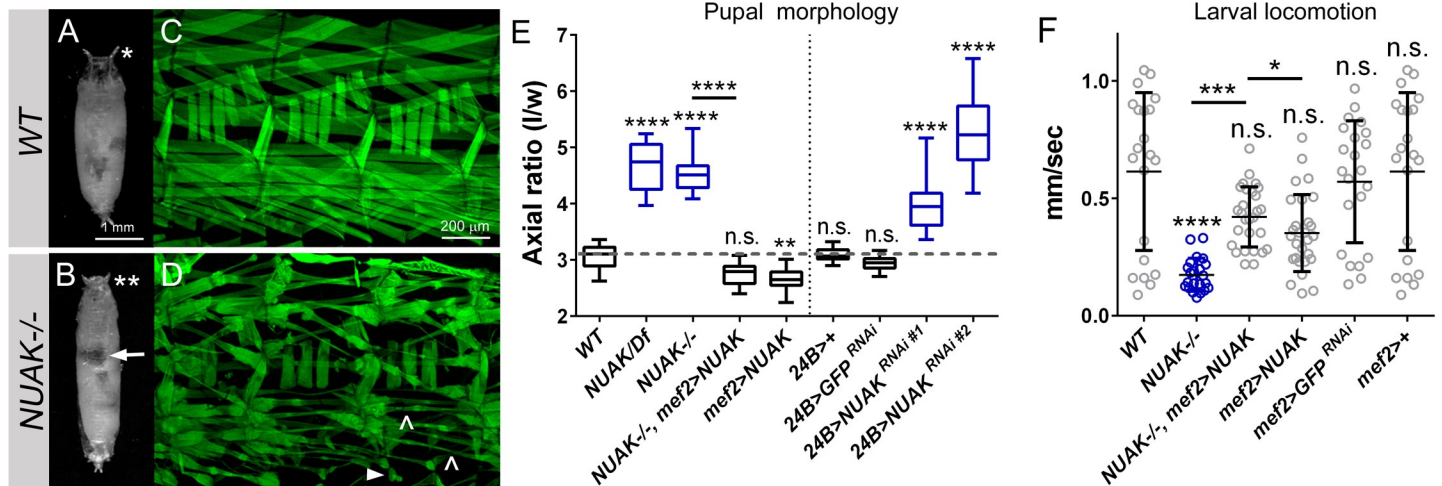 WT
A
*
1 mm
C
200 µm
NUAK-/-
B
**
D
^
^
E
Pupal morphology
Axial ratio (l/w)
7
6
5
4
3
2
****
****
****
n.s.
**
n.s.
n.s.
****
****
WT
NUAK/Df
NUAK-/-
NUAK-/-, mef2>NUAK
mef2>NUAK
24B>+
24B>GFP RNAi
24B>NUAK RNAi #1
24B>NUAK RNAi #2
F
Larval locomotion
mm/sec
1.0
0.5
0.0
****
***
n.s.
*
n.s.
n.s.
n.s.
WT
NUAK-/-
NUAK-/-, mef2>NUAK
mef2>NUAK
mef2>GFP RNAi
mef2>+